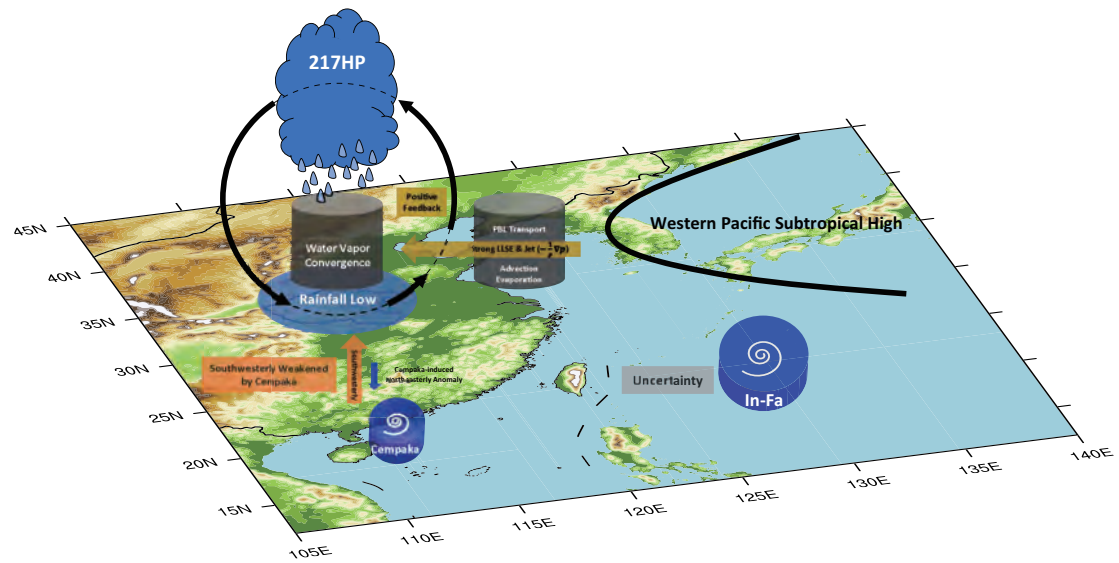 217HP
45N
40N
35N
30N
25N
20N
15N
105E
110E
115E
120E
125E
130E
135E
140E
Positive
Feedback
PBL Transport
Strong LLSE & Jet (−1/ρ ∇p)
Advection
Evaporation
Water Vapor
Convergence
Rainfall Low
Western Pacific Subtropical High
Southwesterly Weakened
by Cempaka
Southwesterly
Cempaka-induced
Northeasterly Anomaly
Cempaka
Uncertainty
In-Fa